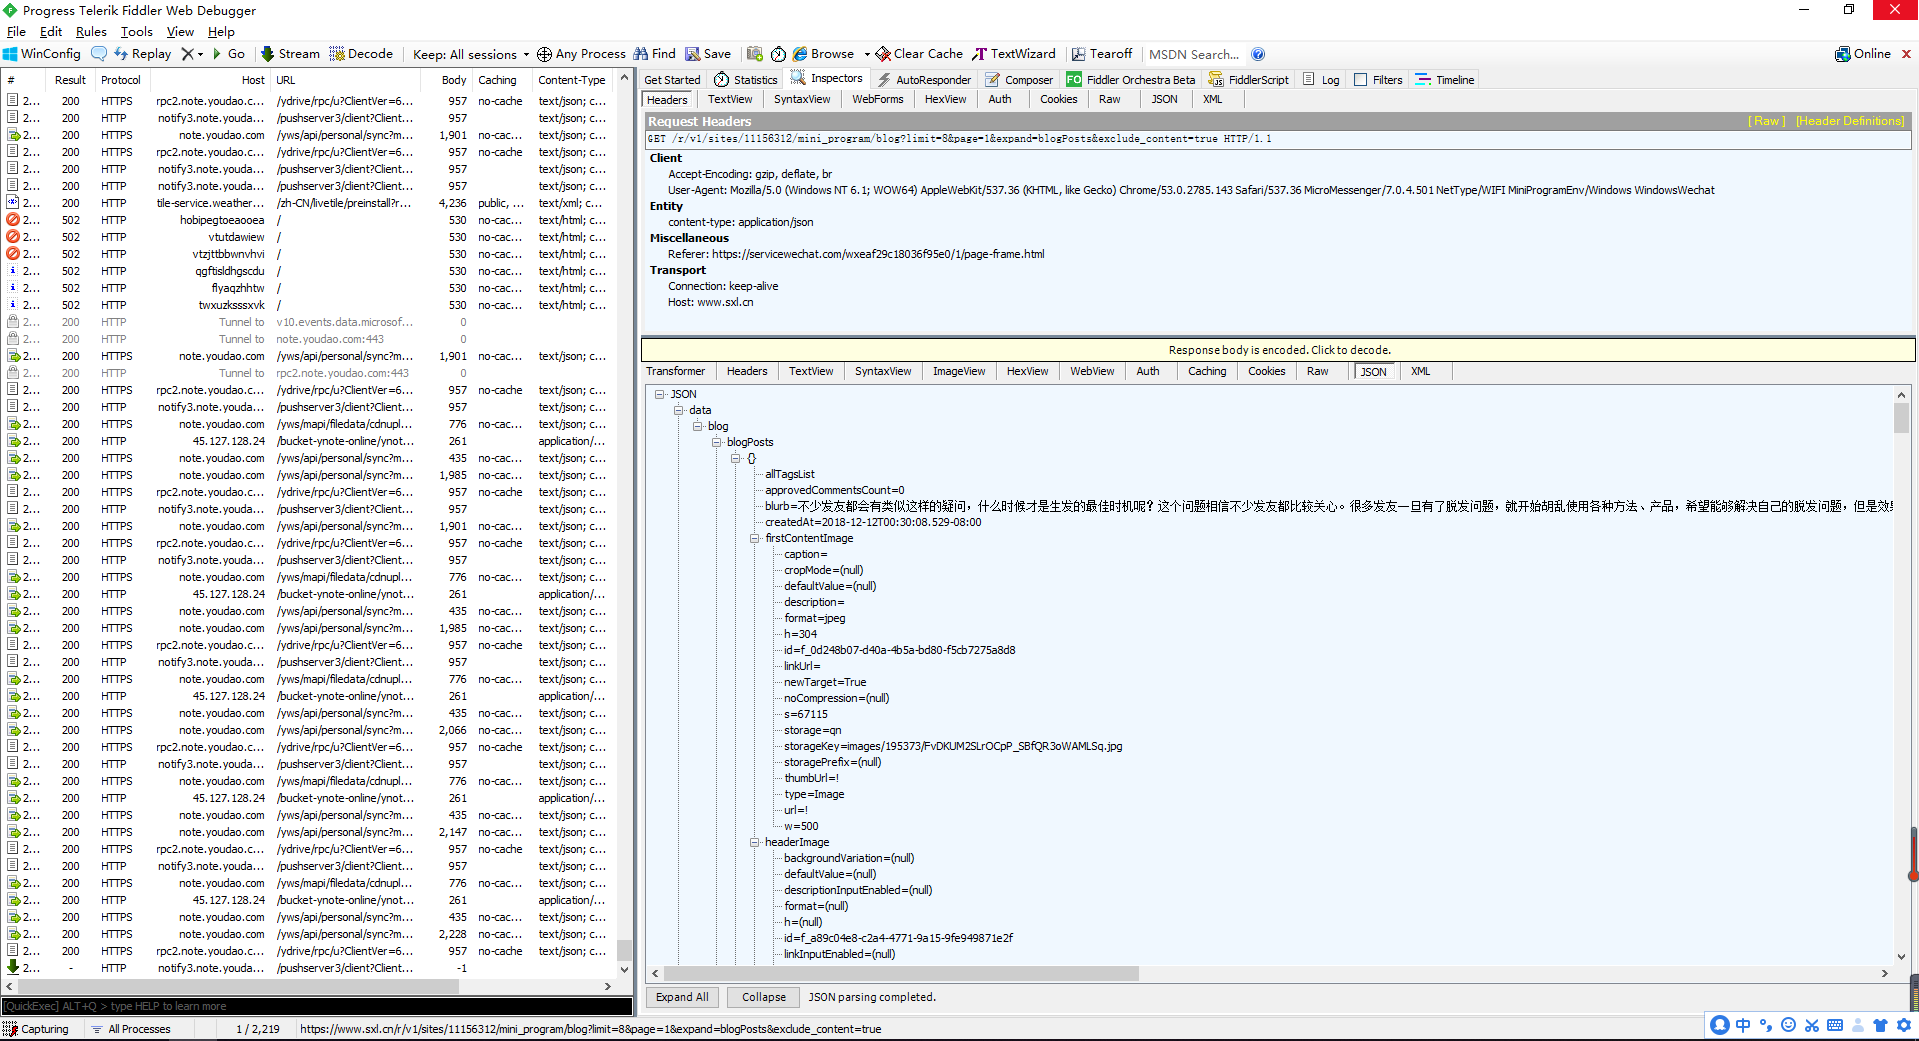 Progress Telerik Fiddler Web Debugger
File Edit Rules Tools View Help
WinConfig Replay Go Stream Decode Keep: All sessions Any Process Find Save Browse Clear Cache TextWizard Tearoff MSDN Search... Online
# Result Protocol Host URL Body Caching Content-Type
2... 200 HTTPS rpc2.note.youdao.c... /ydrive/rpc/u?ClientVer=6... 957 no-cache text/json; c...
2... 200 HTTP notify3.note.youda... /pushserver3/client?Client... 957 text/json; c...
2... 200 HTTPS note.youdao.com /yws/api/personal/sync?m... 1,901 no-cac... text/json; c...
2... 200 HTTPS rpc2.note.youdao.c... /ydrive/rpc/u?ClientVer=6... 957 no-cache text/json; c...
2... 200 HTTP notify3.note.youda... /pushserver3/client?Client... 957 text/json; c...
2... 200 HTTP notify3.note.youda... /pushserver3/client?Client... 957 text/json; c...
2... 200 HTTP tile-service.weather... /zh-CN/livetile/preinstall?r... 4,236 public, ... text/xml; c...
2... 502 HTTP hobipegtoeaooea / 530 no-cac... text/html; c...
2... 502 HTTP vtutdawiew / 530 no-cac... text/html; c...
2... 502 HTTP vtzjttbbwnvhvi / 530 no-cac... text/html; c...
2... 502 HTTP qgftisldhgscdu / 530 no-cac... text/html; c...
2... 502 HTTP flyaqzhhtw / 530 no-cac... text/html; c...
2... 502 HTTP twxuzksssxvk / 530 no-cac... text/html; c...
2... 200 HTTP Tunnel to v10.events.data.microsof... 0
2... 200 HTTP Tunnel to note.youdao.com:443 0
2... 200 HTTPS note.youdao.com /yws/api/personal/sync?m... 1,901 no-cac... text/json; c...
2... 200 HTTP Tunnel to rpc2.note.youdao.com:443 0
2... 200 HTTPS rpc2.note.youdao.c... /ydrive/rpc/u?ClientVer=6... 957 no-cache text/json; c...
2... 200 HTTP notify3.note.youda... /pushserver3/client?Client... 957 text/json; c...
2... 200 HTTPS note.youdao.com /yws/mapi/filedata/cdnupl... 776 no-cac... text/json; c...
2... 200 HTTP 45.127.128.24 /bucket-ynote-online/ynot... 261 application/...
2... 200 HTTPS note.youdao.com /yws/api/personal/sync?m... 435 no-cac... text/json; c...
2... 200 HTTPS note.youdao.com /yws/api/personal/sync?m... 1,985 no-cac... text/json; c...
2... 200 HTTPS rpc2.note.youdao.c... /ydrive/rpc/u?ClientVer=6... 957 no-cache text/json; c...
2... 200 HTTP notify3.note.youda... /pushserver3/client?Client... 957 text/json; c...
2... 200 HTTPS note.youdao.com /yws/api/personal/sync?m... 1,901 no-cac... text/json; c...
2... 200 HTTPS rpc2.note.youdao.c... /ydrive/rpc/u?ClientVer=6... 957 no-cache text/json; c...
2... 200 HTTP notify3.note.youda... /pushserver3/client?Client... 957 text/json; c...
2... 200 HTTPS note.youdao.com /yws/mapi/filedata/cdnupl... 776 no-cac... text/json; c...
2... 200 HTTP 45.127.128.24 /bucket-ynote-online/ynot... 261 application/...
2... 200 HTTPS note.youdao.com /yws/api/personal/sync?m... 435 no-cac... text/json; c...
2... 200 HTTPS note.youdao.com /yws/api/personal/sync?m... 1,985 no-cac... text/json; c...
2... 200 HTTPS rpc2.note.youdao.c... /ydrive/rpc/u?ClientVer=6... 957 no-cache text/json; c...
2... 200 HTTP notify3.note.youda... /pushserver3/client?Client... 957 text/json; c...
2... 200 HTTPS note.youdao.com /yws/mapi/filedata/cdnupl... 776 no-cac... text/json; c...
2... 200 HTTP 45.127.128.24 /bucket-ynote-online/ynot... 261 application/...
2... 200 HTTPS note.youdao.com /yws/api/personal/sync?m... 435 no-cac... text/json; c...
2... 200 HTTPS note.youdao.com /yws/api/personal/sync?m... 2,066 no-cac... text/json; c...
2... 200 HTTPS rpc2.note.youdao.c... /ydrive/rpc/u?ClientVer=6... 957 no-cache text/json; c...
2... 200 HTTP notify3.note.youda... /pushserver3/client?Client... 957 text/json; c...
2... 200 HTTPS note.youdao.com /yws/mapi/filedata/cdnupl... 776 no-cac... text/json; c...
2... 200 HTTP 45.127.128.24 /bucket-ynote-online/ynot... 261 application/...
2... 200 HTTPS note.youdao.com /yws/api/personal/sync?m... 435 no-cac... text/json; c...
2... 200 HTTPS note.youdao.com /yws/api/personal/sync?m... 2,147 no-cac... text/json; c...
2... 200 HTTPS rpc2.note.youdao.c... /ydrive/rpc/u?ClientVer=6... 957 no-cache text/json; c...
2... 200 HTTP notify3.note.youda... /pushserver3/client?Client... 957 text/json; c...
2... 200 HTTPS note.youdao.com /yws/mapi/filedata/cdnupl... 776 no-cac... text/json; c...
2... 200 HTTP 45.127.128.24 /bucket-ynote-online/ynot... 261 application/...
2... 200 HTTPS note.youdao.com /yws/api/personal/sync?m... 435 no-cac... text/json; c...
2... 200 HTTPS note.youdao.com /yws/api/personal/sync?m... 2,228 no-cac... text/json; c...
2... 200 HTTPS rpc2.note.youdao.c... /ydrive/rpc/u?ClientVer=6... 957 no-cache text/json; c...
2... - HTTP notify3.note.youda... /pushserver3/client?Client... -1
[QuickExec] ALT+Q > type HELP to learn more
Get Started Statistics Inspectors AutoResponder Composer FO Fiddler Orchestra Beta FiddlerScript Log Filters Timeline
Headers TextView SyntaxView WebForms HexView Auth Cookies Raw JSON XML
Request Headers [ Raw ] [Header Definitions]
GET /r/v1/sites/11156312/mini_program/blog?limit=8&page=1&expand=blogPosts&exclude_content=true HTTP/1.1
Client
Accept-Encoding: gzip, deflate, br
User-Agent: Mozilla/5.0 (Windows NT 6.1; WOW64) AppleWebKit/537.36 (KHTML, like Gecko) Chrome/53.0.2785.143 Safari/537.36 MicroMessenger/7.0.4.501 NetType/WIFI MiniProgramEnv/Windows WindowsWechat
Entity
content-type: application/json
Miscellaneous
Referer: https://servicewechat.com/wxeaf29c18036f95e0/1/page-frame.html
Transport
Connection: keep-alive
Host: www.sxl.cn
Response body is encoded. Click to decode.
Transformer Headers TextView SyntaxView ImageView HexView WebView Auth Caching Cookies Raw JSON XML
JSON
data
blog
blogPosts
{}
allTagsList
approvedCommentsCount=0
blurb=不少发友都会有类似这样的疑问，什么时候才是生发的最佳时机呢？这个问题相信不少发友都比较关心。很多发友一旦有了脱发问题，就开始胡乱使用各种方法、产品，希望能够解决自己的脱发问题，但是效果
createdAt=2018-12-12T00:30:08.529-08:00
firstContentImage
caption=
cropMode=(null)
defaultValue=(null)
description=
format=jpeg
h=304
id=f_0d248b07-d40a-4b5a-bd80-f5cb7275a8d8
linkUrl=
newTarget=True
noCompression=(null)
s=67115
storage=qn
storageKey=images/195373/FvDKUM2SLrOCpP_SBfQR3oWAMLSq.jpg
storagePrefix=(null)
thumbUrl=!
type=Image
url=!
w=500
headerImage
backgroundVariation=(null)
defaultValue=(null)
descriptionInputEnabled=(null)
format=(null)
h=(null)
id=f_a89c04e8-c2a4-4771-9a15-9fe949871e2f
linkInputEnabled=(null)
Expand All Collapse JSON parsing completed.
Capturing All Processes 1 / 2,219 https://www.sxl.cn/r/v1/sites/11156312/mini_program/blog?limit=8&page=1&expand=blogPosts&exclude_content=true
中